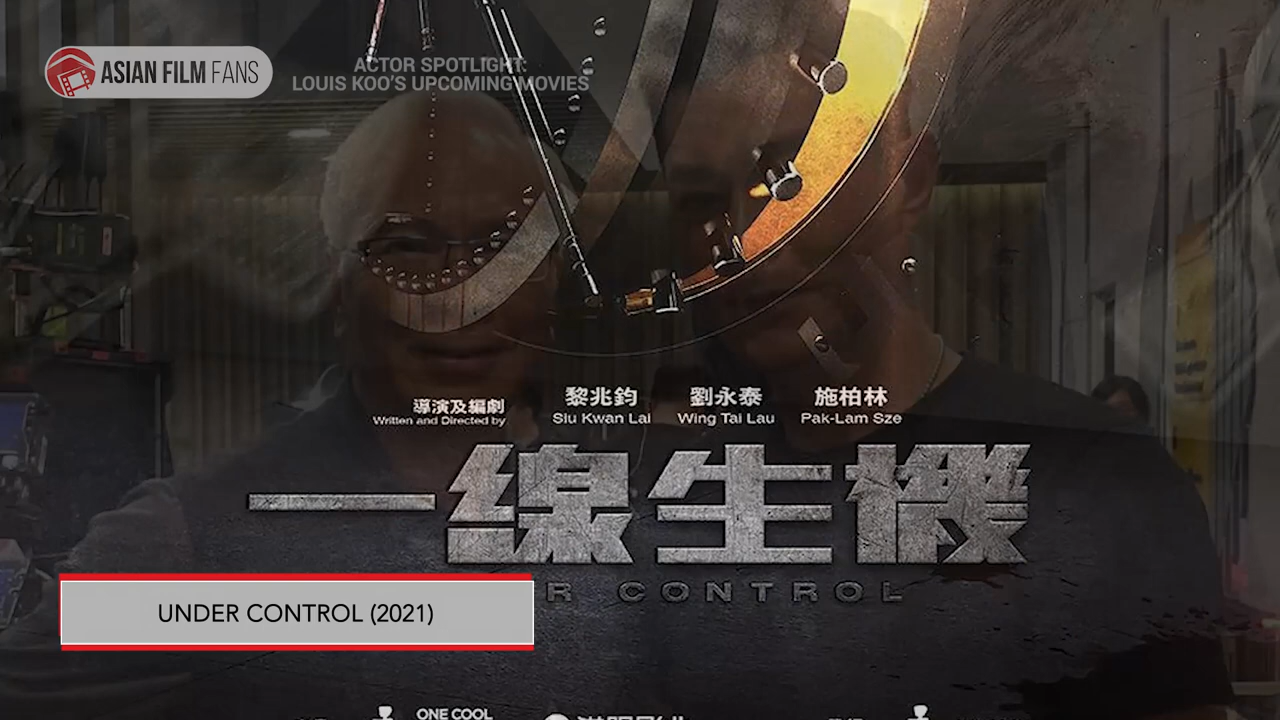 ASIAN FILM FANS
ACTOR SPOTLIGHT:
LOUIS KOO'S UPCOMING MOVIES
導演及編劇 黎兆鈞 劉永泰 施柏林
Written and Directed by Siu Kwan Lai Wing Tai Lau Pak-Lam Sze
一線生機
R CONTROL
UNDER CONTROL (2021)
ONE COOL